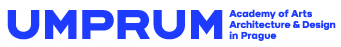 UMPRUM
Academy of Arts
Architecture & Design
in Prague